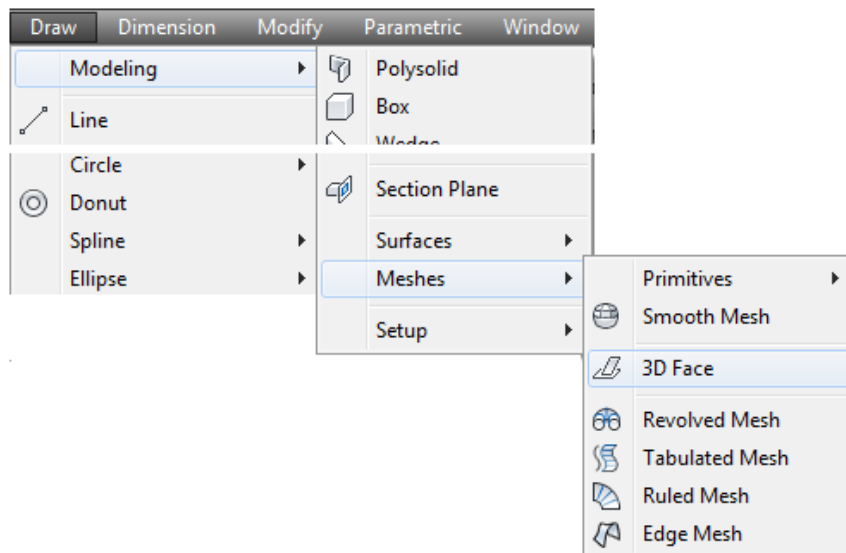 Draw Dimension Modify Parametric Window
Modeling
Line
Circle
Donut
Spline
Ellipse
Polysolid
Box
Wedge
Section Plane
Surfaces
Meshes
Setup
Primitives
Smooth Mesh
3D Face
Revolved Mesh
Tabulated Mesh
Ruled Mesh
Edge Mesh